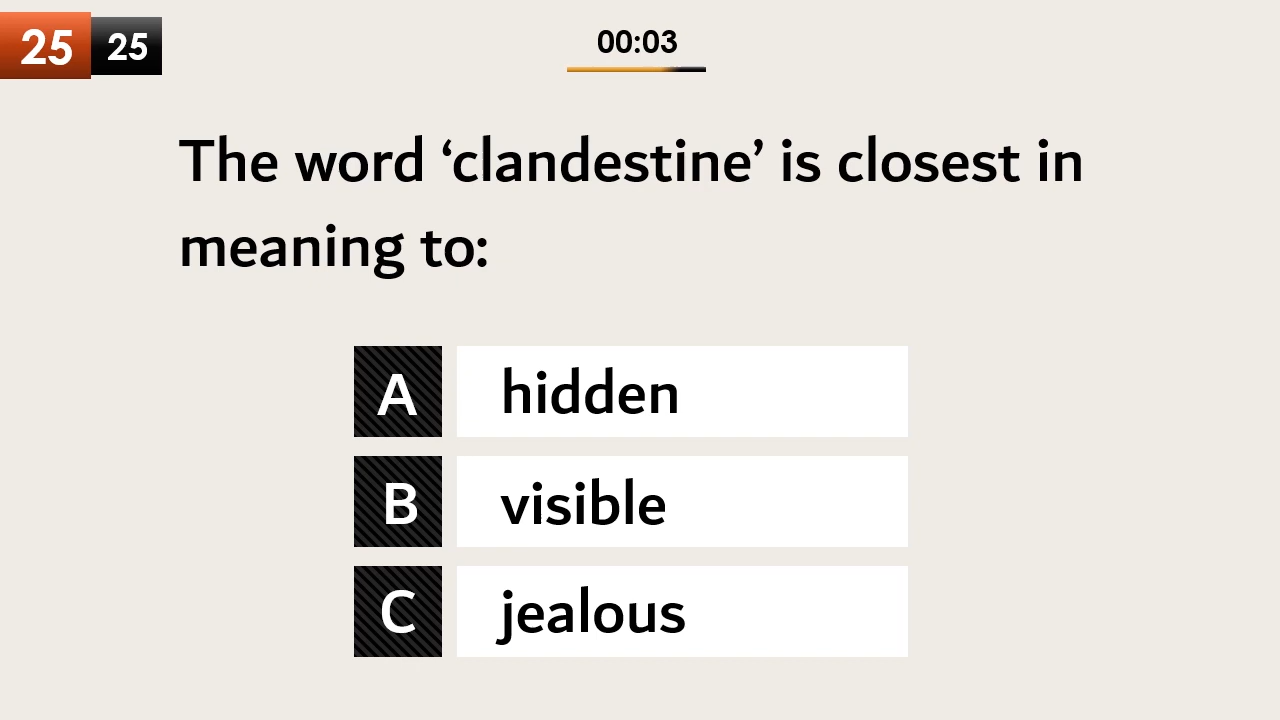 25 25
00:03
The word ‘clandestine’ is closest in
meaning to:
A hidden
B visible
C jealous